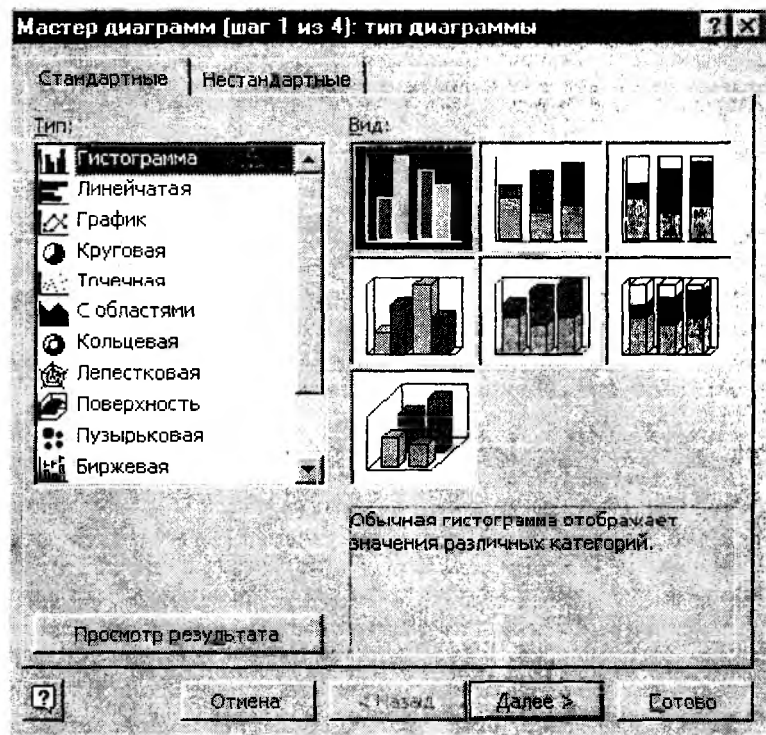 Мастер диаграмм (шаг 1 из 4): тип диаграммы
Стандартные
Нестандартные
Тип:
Вид:
Гистограмма
Линейчатая
График
Круговая
Точечная
С областями
Кольцевая
Лепестковая
Поверхность
Пузырьковая
Биржевая
Обычная гистограмма отображает
значения различных категорий.
Просмотр результата
Отмена
< Назад
Далее >
Готово